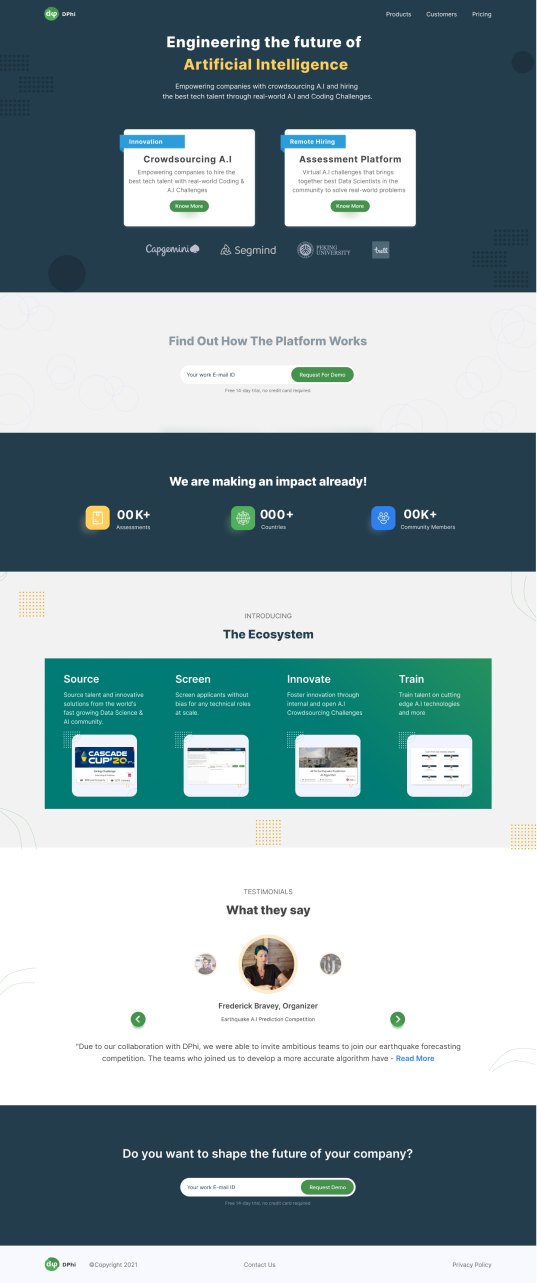 dφ DPhi
Products Customers Pricing
Engineering the future of
Artificial Intelligence
Empowering companies with crowdsourcing A.I and hiring
the best tech talent through real-world A.I and Coding Challenges.
Innovation
Crowdsourcing A.I
Empowering companies to hire the
best tech talent with real-world Coding &
A.I Challenges
Know More
Remote Hiring
Assessment Platform
Virtual A.I challenges that brings
together best Data Scientists in the
community to solve real-world problems
Know More
Capgemini
Segmind
PEKING
UNIVERSITY
trell
Find Out How The Platform Works
Your work E-mail ID
Request For Demo
Free 14-day trial, no credit card required
We are making an impact already!
00K+
Assessments
000+
Countries
00K+
Community Members
INTRODUCING
The Ecosystem
Source
Source talent and innovative
solutions from the world's
fast growing Data Science &
AI community.
CASCADE
CUP'20
Screen
Screen applicants without
bias for any technical roles
at scale.
Innovate
Foster innovation through
internal and open A.I
Crowdsourcing Challenges
Train
Train talent on cutting
edge A.I technologies
and more
TESTIMONIALS
What they say
Frederick Bravey, Organizer
Earthquake A.I Prediction Competition
"Due to our collaboration with DPhi, we were able to invite ambitious teams to join our earthquake forecasting
competition. The teams who joined us to develop a more accurate algorithm have - Read More
Do you want to shape the future of your company?
Your work E-mail ID
Request Demo
Free 14-day trial, no credit card required
dφ DPhi
©Copyright 2021
Contact Us
Privacy Policy